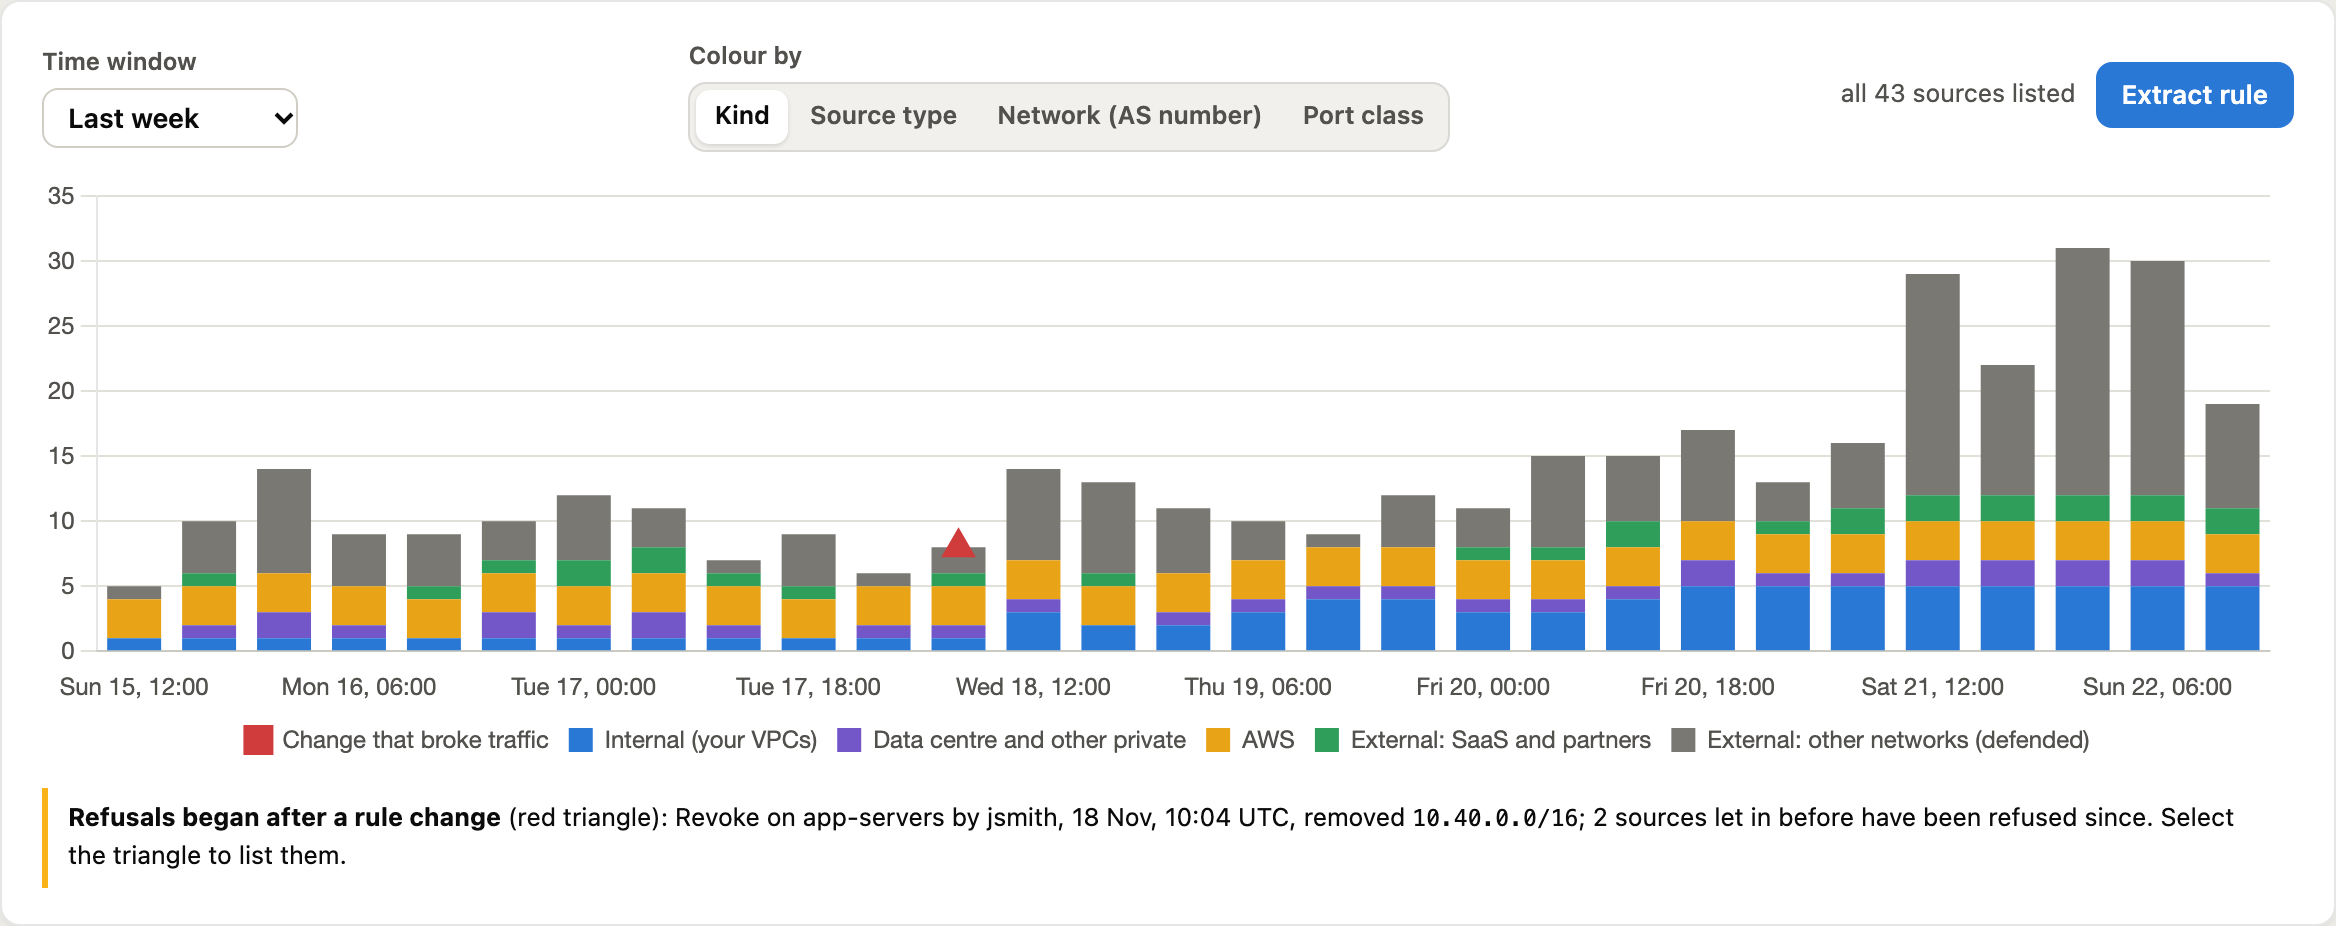 Time window
Last week
Colour by
Kind
Source type
Network (AS number)
Port class
all 43 sources listed
Extract rule
35
30
25
20
15
10
5
0
Sun 15, 12:00
Mon 16, 06:00
Tue 17, 00:00
Tue 17, 18:00
Wed 18, 12:00
Thu 19, 06:00
Fri 20, 00:00
Fri 20, 18:00
Sat 21, 12:00
Sun 22, 06:00
Change that broke traffic
Internal (your VPCs)
Data centre and other private
AWS
External: SaaS and partners
External: other networks (defended)
Refusals began after a rule change (red triangle): Revoke on app-servers by jsmith, 18 Nov, 10:04 UTC, removed 10.40.0.0/16; 2 sources let in before have been refused since. Select
the triangle to list them.